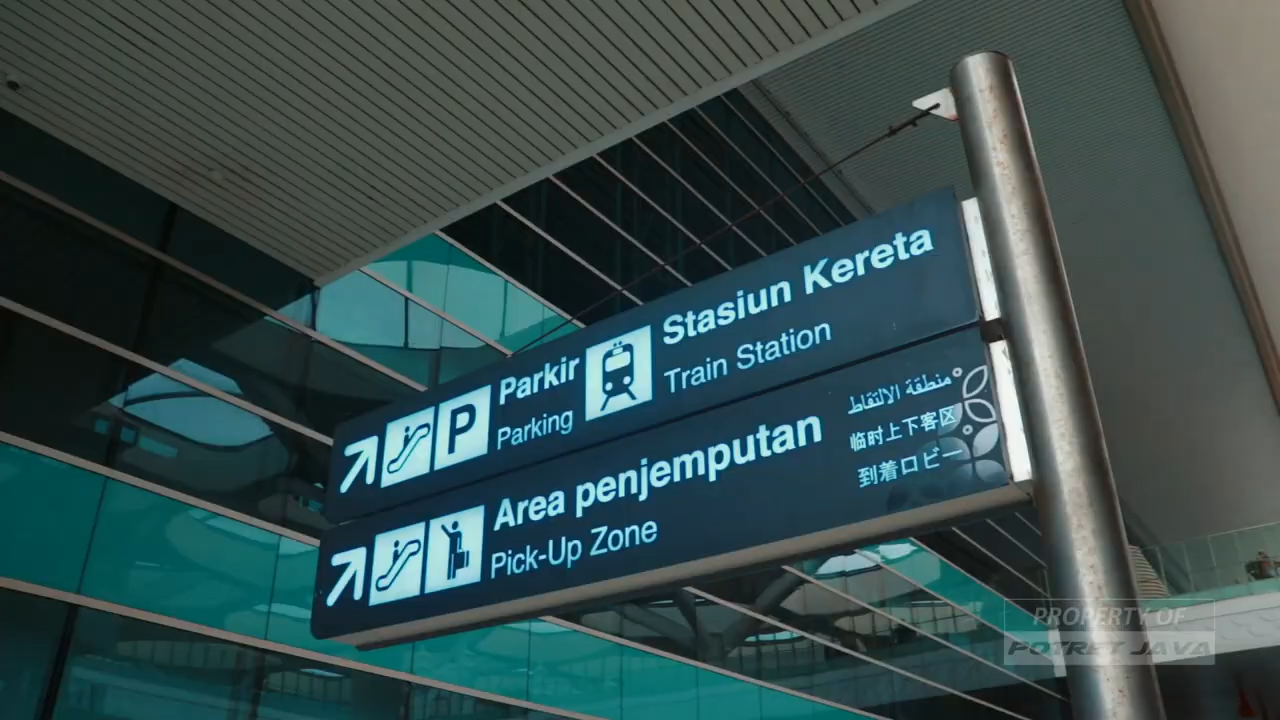 P
Parkir
Parking
Stasiun Kereta
Train Station
Area penjemputan
Pick-Up Zone
منطقة الالتقاط
临时上下客区
到着ロビー
PROPERTY OF
POTRET JAVA